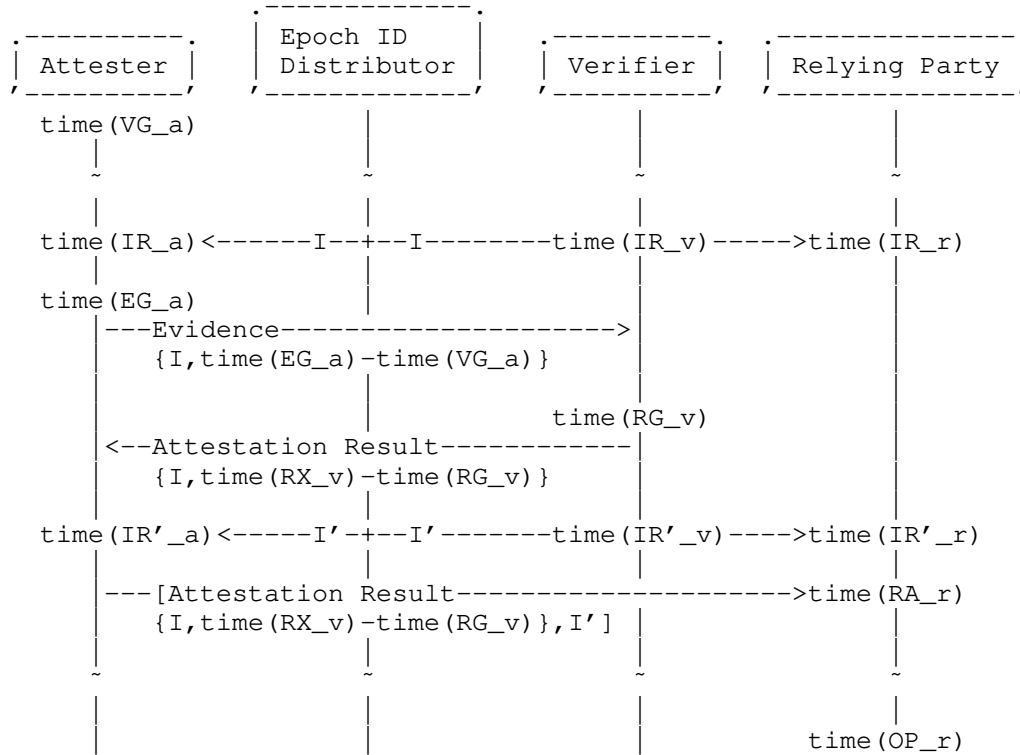 Epoch ID
Attester Distributor Verifier Relying Party
time(VG_a)
time(IR_a)<------I--+--I--------time(IR_v)----->time(IR_r)
time(EG_a)
---Evidence--------------------->
{I,time(EG_a)-time(VG_a)}
time(RG_v)
<--Attestation Result------------
{I,time(RX_v)-time(RG_v)}
time(IR'_a)<-----I'-+--I'-------time(IR'_v)---->time(IR'_r)
---[Attestation Result--------------------->time(RA_r)
{I,time(RX_v)-time(RG_v)},I']
time(OP_r)